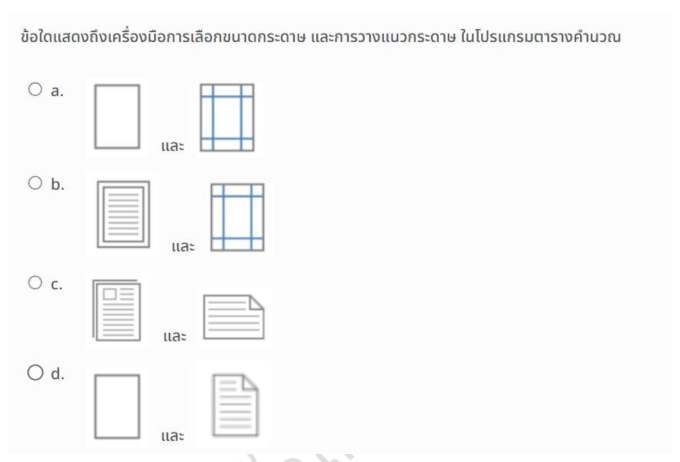 ข้อใดแสดงถึงเครื่องมือการเลือกขนาดกระดาษ และการวางแนวกระดาษ ในโปรแกรมตารางคำนวณ
a.
และ
b.
และ
c.
และ
d.
และ